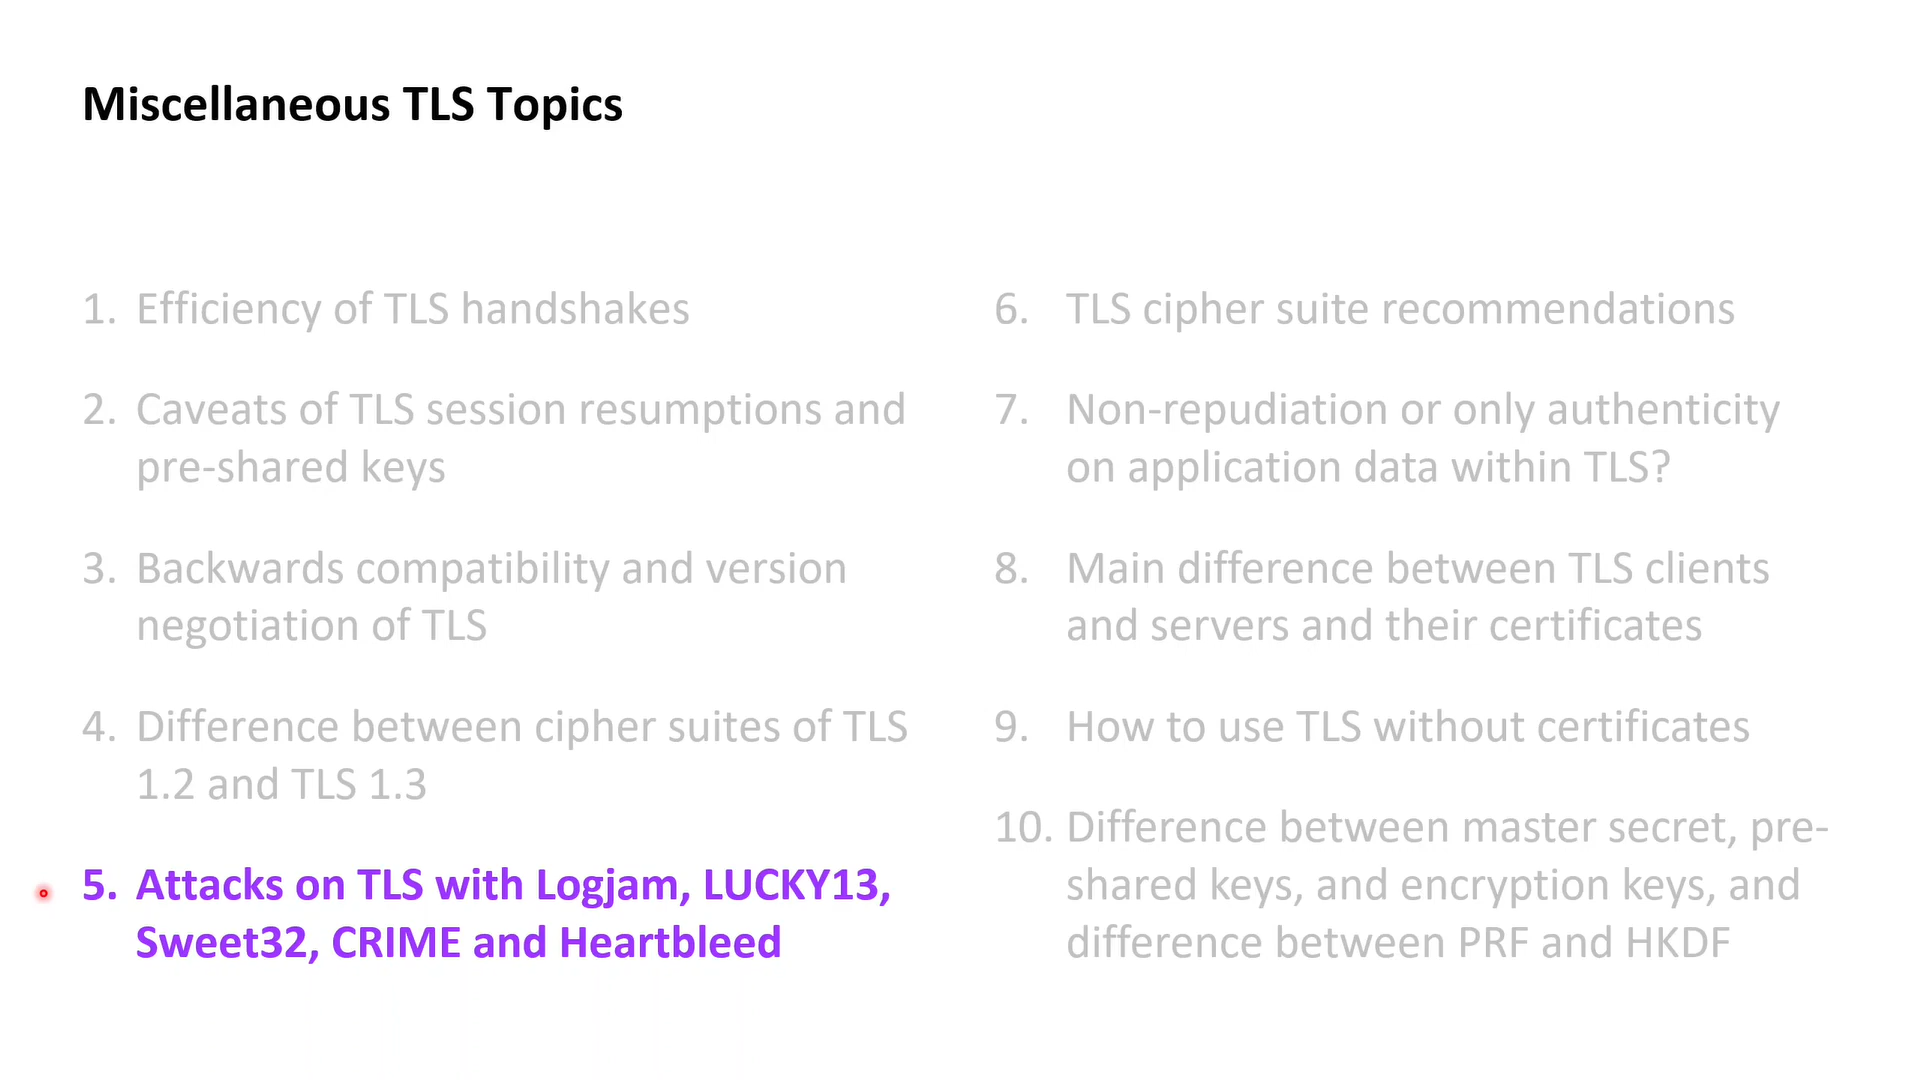 Miscellaneous TLS Topics
1. Efficiency of TLS handshakes
2. Caveats of TLS session resumptions and
pre-shared keys
3. Backwards compatibility and version
negotiation of TLS
4. Difference between cipher suites of TLS
1.2 and TLS 1.3
5. Attacks on TLS with Logjam, LUCKY13,
Sweet32, CRIME and Heartbleed
6. TLS cipher suite recommendations
7. Non-repudiation or only authenticity
on application data within TLS?
8. Main difference between TLS clients
and servers and their certificates
9. How to use TLS without certificates
10. Difference between master secret, pre-
shared keys, and encryption keys, and
difference between PRF and HKDF